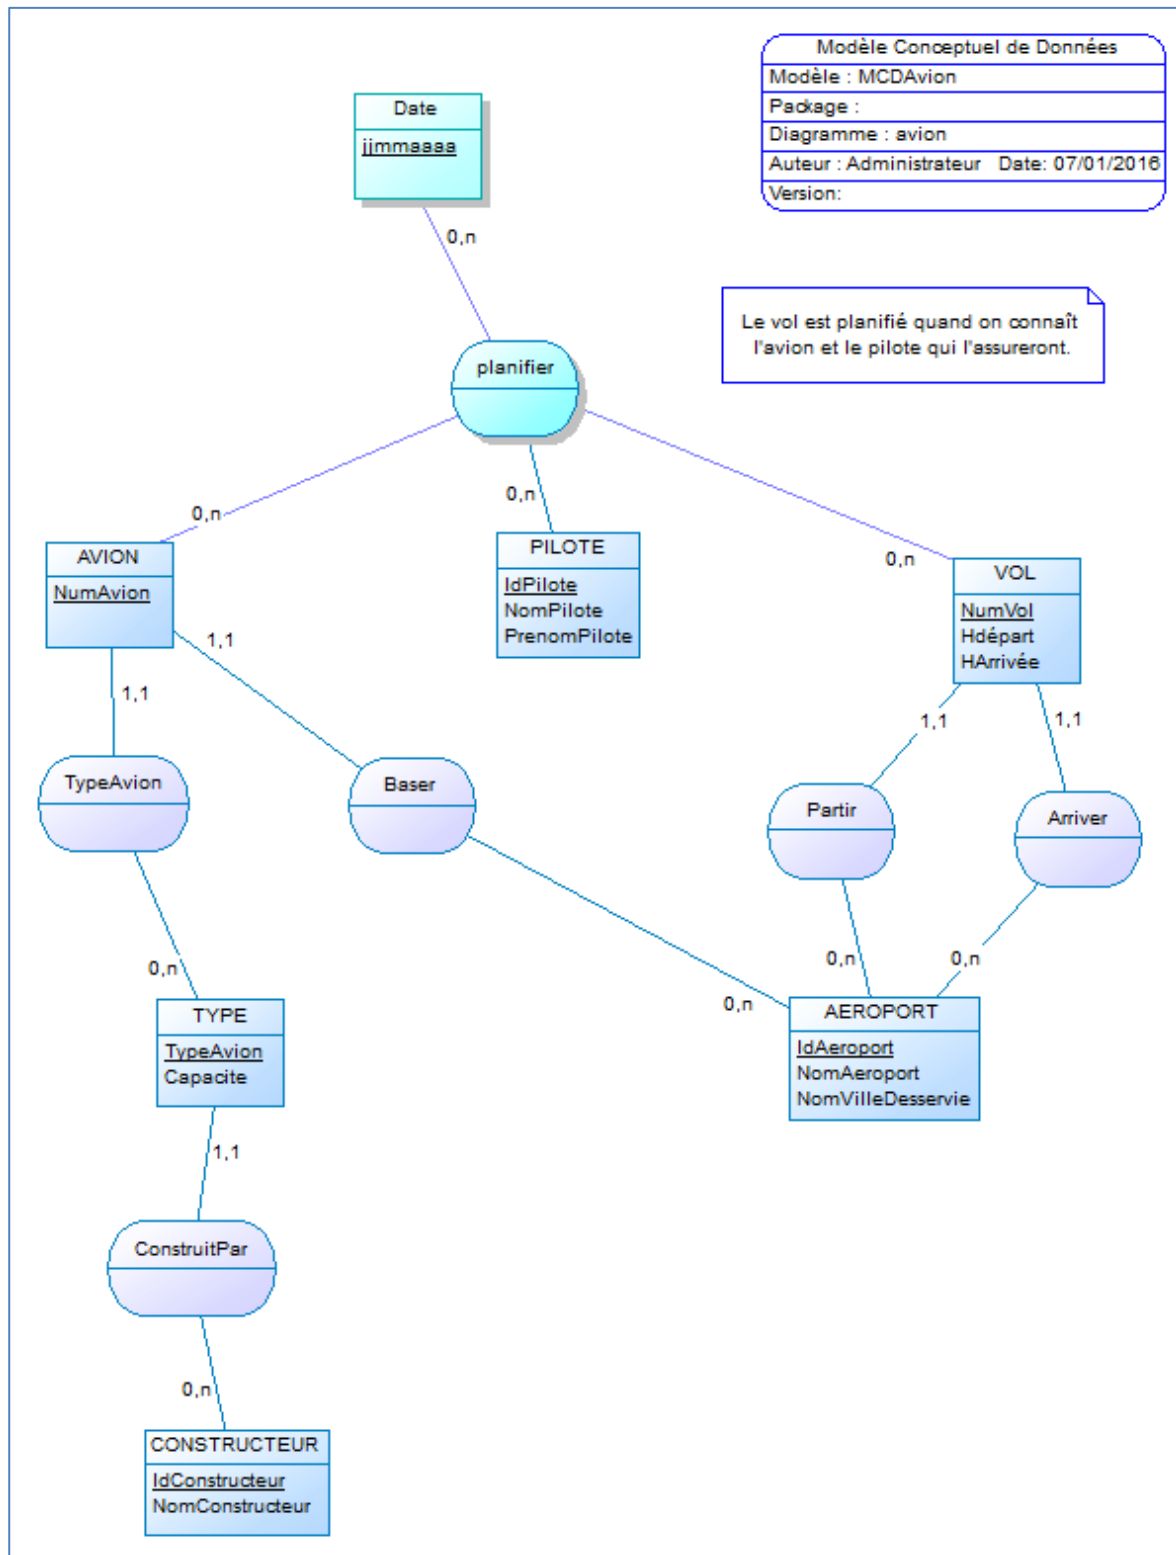 Modèle Conceptuel de Données
Modèle : MCDAvion
Package :
Diagramme : avion
Auteur : Administrateur Date: 07/01/2016
Version:
Date
jjmmaaaa
0,n
Le vol est planifié quand on connaît
l'avion et le pilote qui l'assureront.
planifier
0,n
0,n
0,n
AVION
NumAvion
PILOTE
IdPilote
NomPilote
PrenomPilote
VOL
NumVol
Hdépart
HArrivée
1,1
1,1
1,1
1,1
TypeAvion
Baser
Partir
Arriver
0,n
0,n
0,n
0,n
TYPE
TypeAvion
Capacite
AEROPORT
IdAeroport
NomAeroport
NomVilleDesservie
1,1
ConstruitPar
0,n
CONSTRUCTEUR
IdConstructeur
NomConstructeur